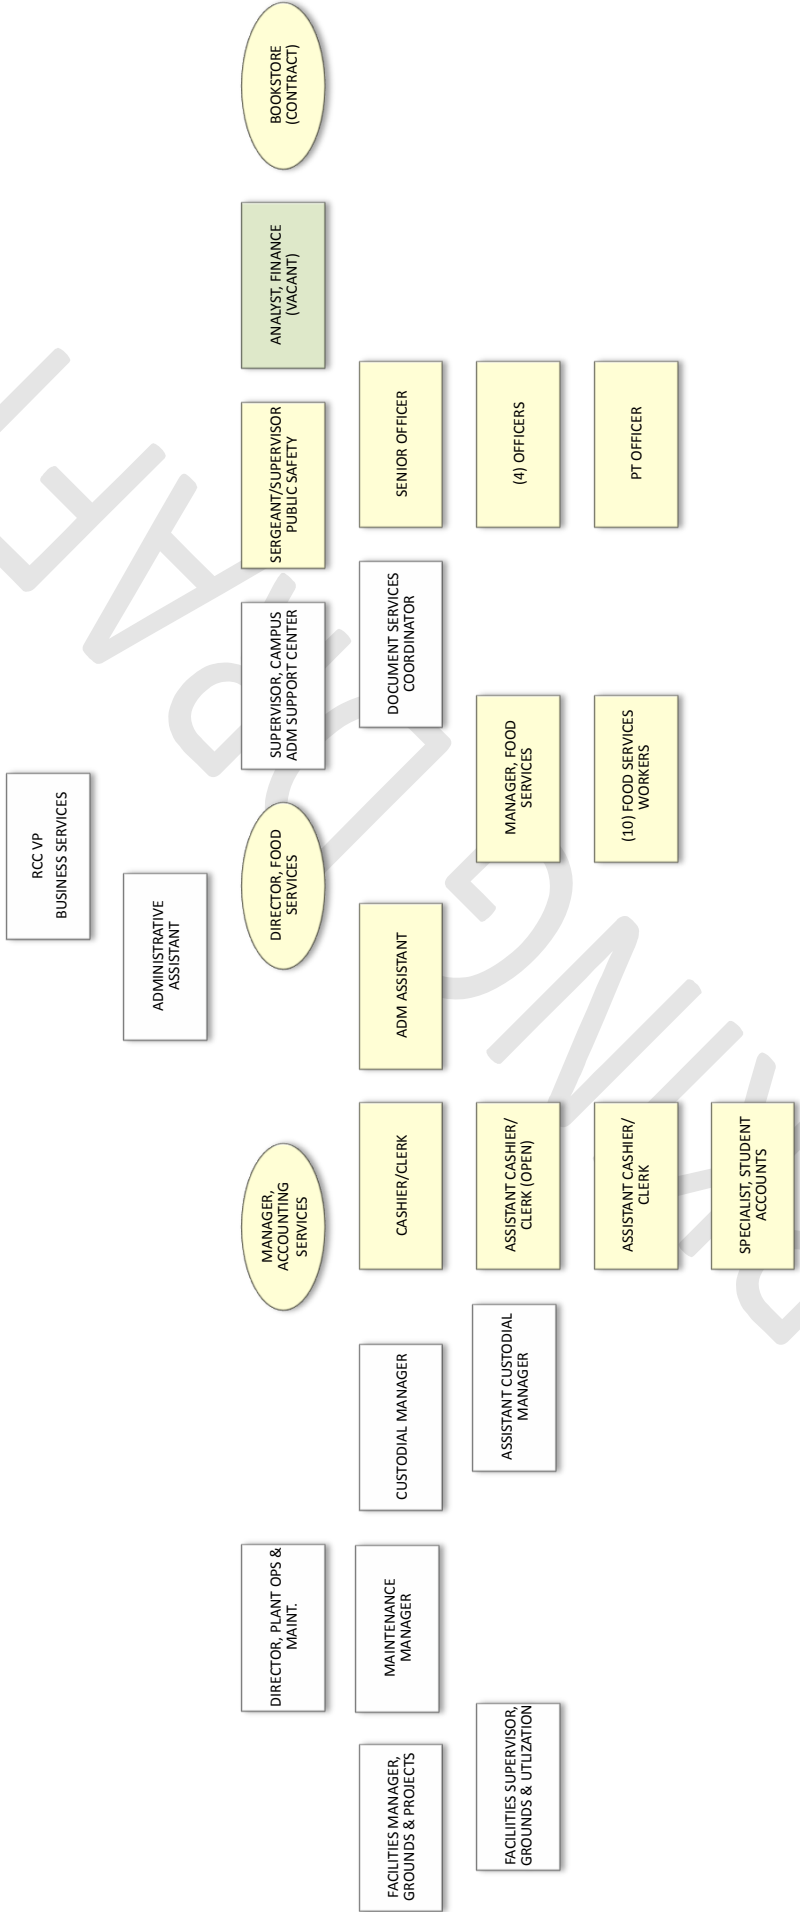 RCC VP
BUSINESS SERVICES
ADMINISTRATIVE
ASSISTANT
DIRECTOR, PLANT OPS &
MAINT.
MANAGER,
ACCOUNTING
SERVICES
DIRECTOR, FOOD
SERVICES
SUPERVISOR, CAMPUS
ADM SUPPORT CENTER
SERGEANT/SUPERVISOR
PUBLIC SAFETY
ANALYST, FINANCE
(VACANT)
BOOKSTORE
(CONTRACT)
FACILITIES MANAGER,
GROUNDS & PROJECTS
MAINTENANCE
MANAGER
CUSTODIAL MANAGER
CASHIER/CLERK
ADM ASSISTANT
DOCUMENT SERVICES
COORDINATOR
SENIOR OFFICER
FACILIITIES SUPERVISOR,
GROUNDS & UTLIZATION
ASSISTANT CUSTODIAL
MANAGER
ASSISTANT CASHIER/
CLERK (OPEN)
MANAGER, FOOD
SERVICES
(4) OFFICERS
ASSISTANT CASHIER/
CLERK
(10) FOOD SERVICES
WORKERS
PT OFFICER
SPECIALIST, STUDENT
ACCOUNTS
RKING DRAFT